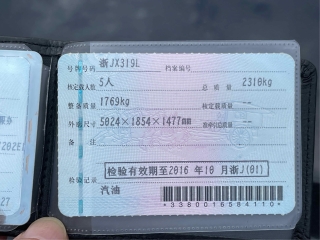 号牌号码 浙JX319L 档案编号
核定载人数 5人 总质量 2310kg
整备质量 1769kg 核定载质量 --
外廓尺寸 5024×1854×1477mm 准牵引总质量 --
备注
检验有效期至2016年10月浙J(01)
检验记录
汽油
*3380016584110*